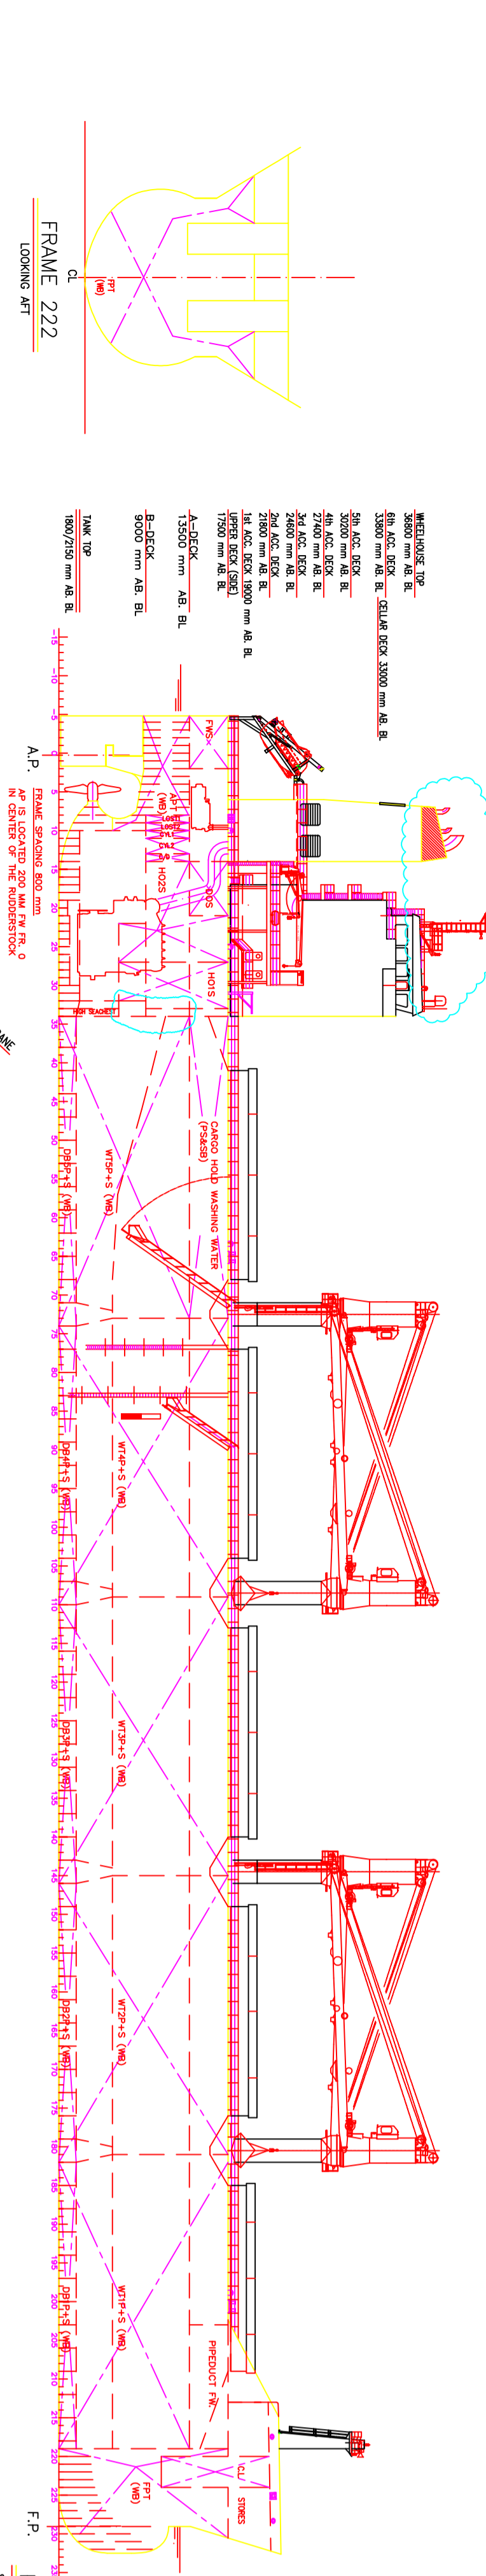 FRAME 222
LOOKING AFT
CL
FPT
(WB)
WHEELHOUSE TOP
36800 mm AB. BL
6th ACC. DECK
33800 mm AB. BL
CELLAR DECK 33000 mm AB. BL
5th ACC. DECK
30200 mm AB. BL
4th ACC. DECK
27400 mm AB. BL
3rd ACC. DECK
24600 mm AB. BL
2nd ACC. DECK
21800 mm AB. BL
1st ACC. DECK 19000 mm AB. BL
UPPER DECK (SIDE)
17500 mm AB. BL
A-DECK
13500 mm AB. BL
B-DECK
9000 mm AB. BL
TANK TOP
1800/2150 mm AB. BL
FWS
APT
(WB)
HO2S
HO1S
HIGH SEACHEST
CARGO HOLD WASHING WATER
(PS&SB)
WT5P+S (WB)
WT4P+S (WB)
WT3P+S (WB)
WT2P+S (WB)
WT1P+S (WB)
DB5P+S (WB)
DB4P+S (WB)
DB3P+S (WB)
DB2P+S (WB)
DB1P+S (WB)
PIPEDUCT FW.
C.L.
STORES
FPT
(WB)
-15 -10 -5 0 5 10 15 20 25 30 35 40 45 50 55 60 65 70 75 80 85 90 95 100 105 110 115 120 125 130 135 140 145 150 155 160 165 170 175 180 185 190 195 200 205 210 215 220 225 230
A.P.
F.P.
FRAME SPACING 800 mm
AP IS LOCATED 200 MM FW FR. 0
IN CENTER OF THE RUDDERSTOCK